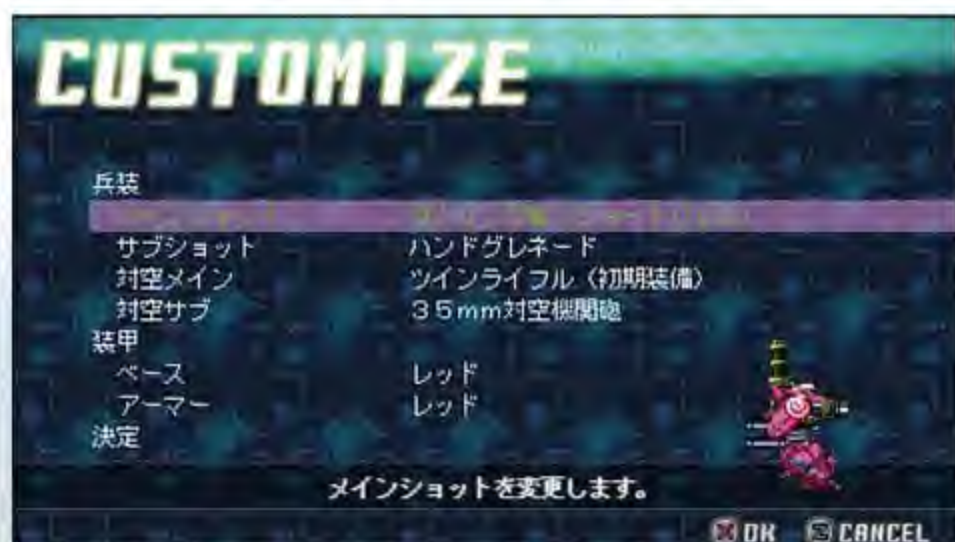 CUSTOMIZE
兵装
サブショット ハンドグレネード
対空メイン ツインライフル(初期装備)
対空サブ 35mm対空機関砲
装甲
ベース レッド
アーマー レッド
決定
メインショットを変更します。
OK CANCEL